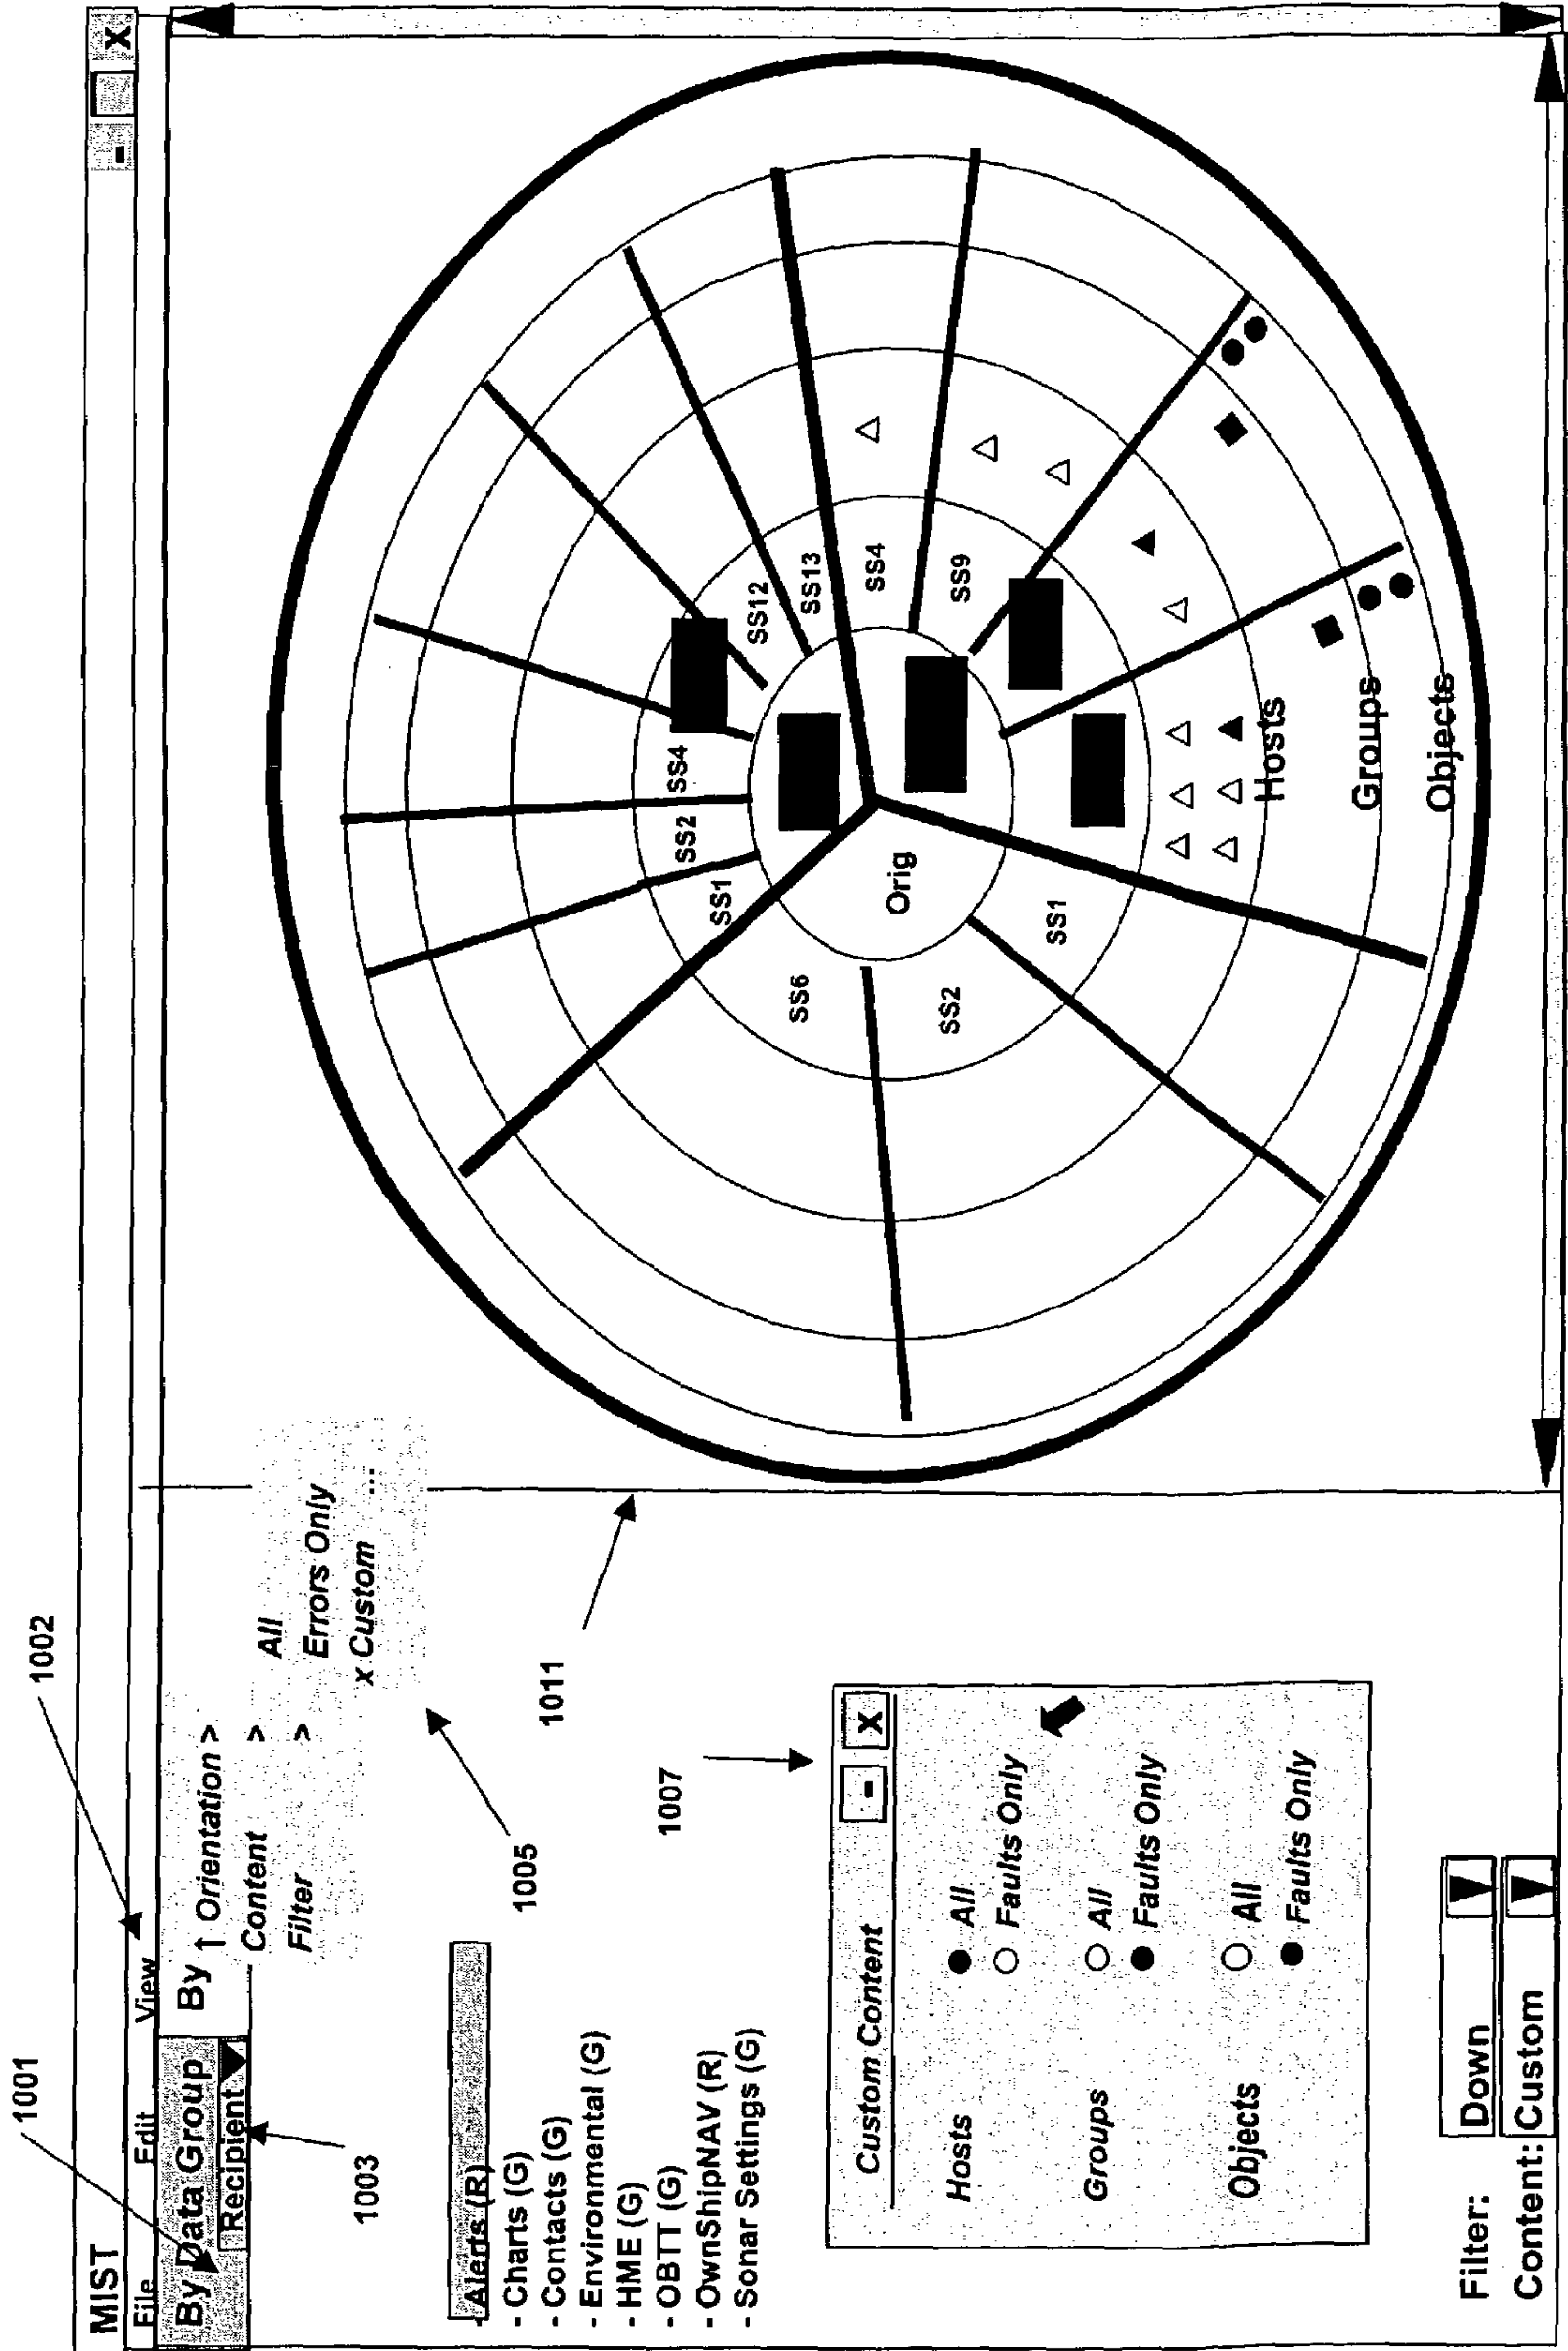 1001
1002
MIST
-
X
File Edit View
By Data Group By
Recipient
↑ Orientation >
Content >
Filter >
All
Errors Only
x Custom ...
1003
1005
1011
1007
- Alerts (R)
- Charts (G)
- Contacts (G)
- Environmental (G)
- HME (G)
- OBTT (G)
- OwnShipNAV (R)
- Sonar Settings (G)
Custom Content
-
X
Hosts
All
Faults Only
Groups
All
Faults Only
Objects
All
Faults Only
Filter: Down
Content: Custom
SS1
SS2
SS4
SS12
SS13
SS4
SS9
SS6
Orig
SS2
SS1
Hosts
Groups
Objects